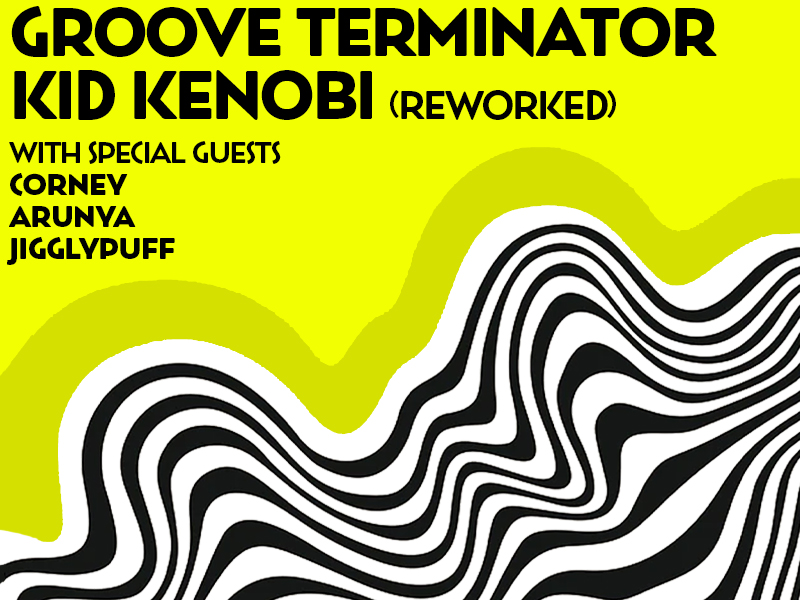 GROOVE TERMINATOR
KID KENOBI (REWORKED)
WITH SPECIAL GUESTS
CORNEY
ARUNYA
JIGGLYPUFF